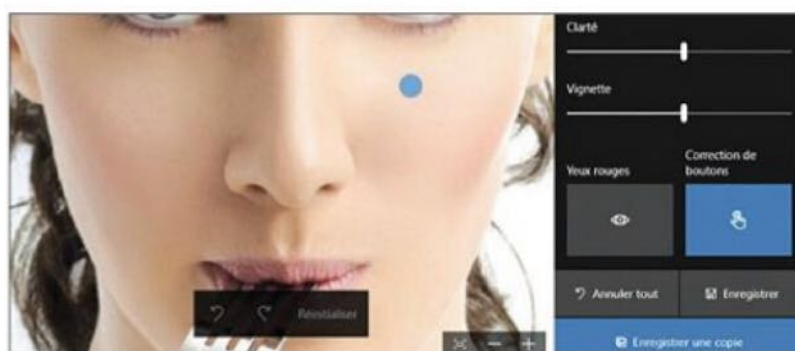 Clarté
Vignette
Yeux rouges
Correction de
boutons
Annuler tout
Enregistrer
Réinitialiser
Enregistrer une copie